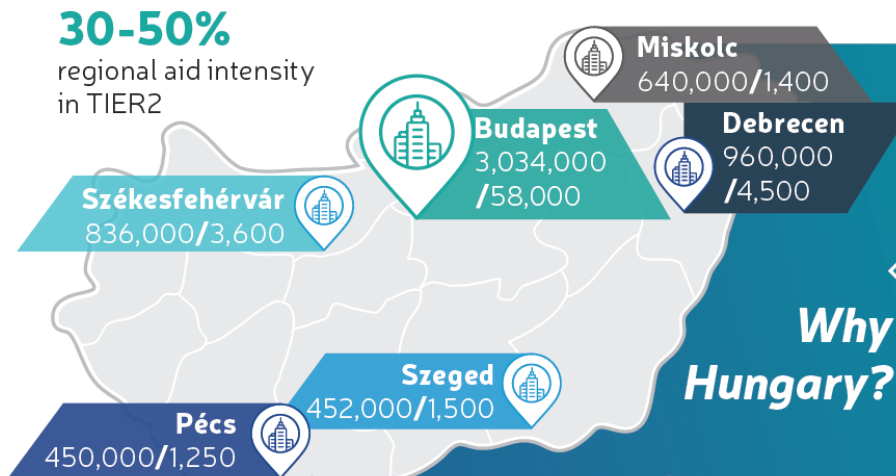 30-50%
regional aid intensity
in TIER2
Miskolc
640,000/1,400
Budapest
3,034,000
/58,000
Debrecen
960,000
/4,500
Székesfehérvár
836,000/3,600
Why
Hungary?
Szeged
452,000/1,500
Pécs
450,000/1,250